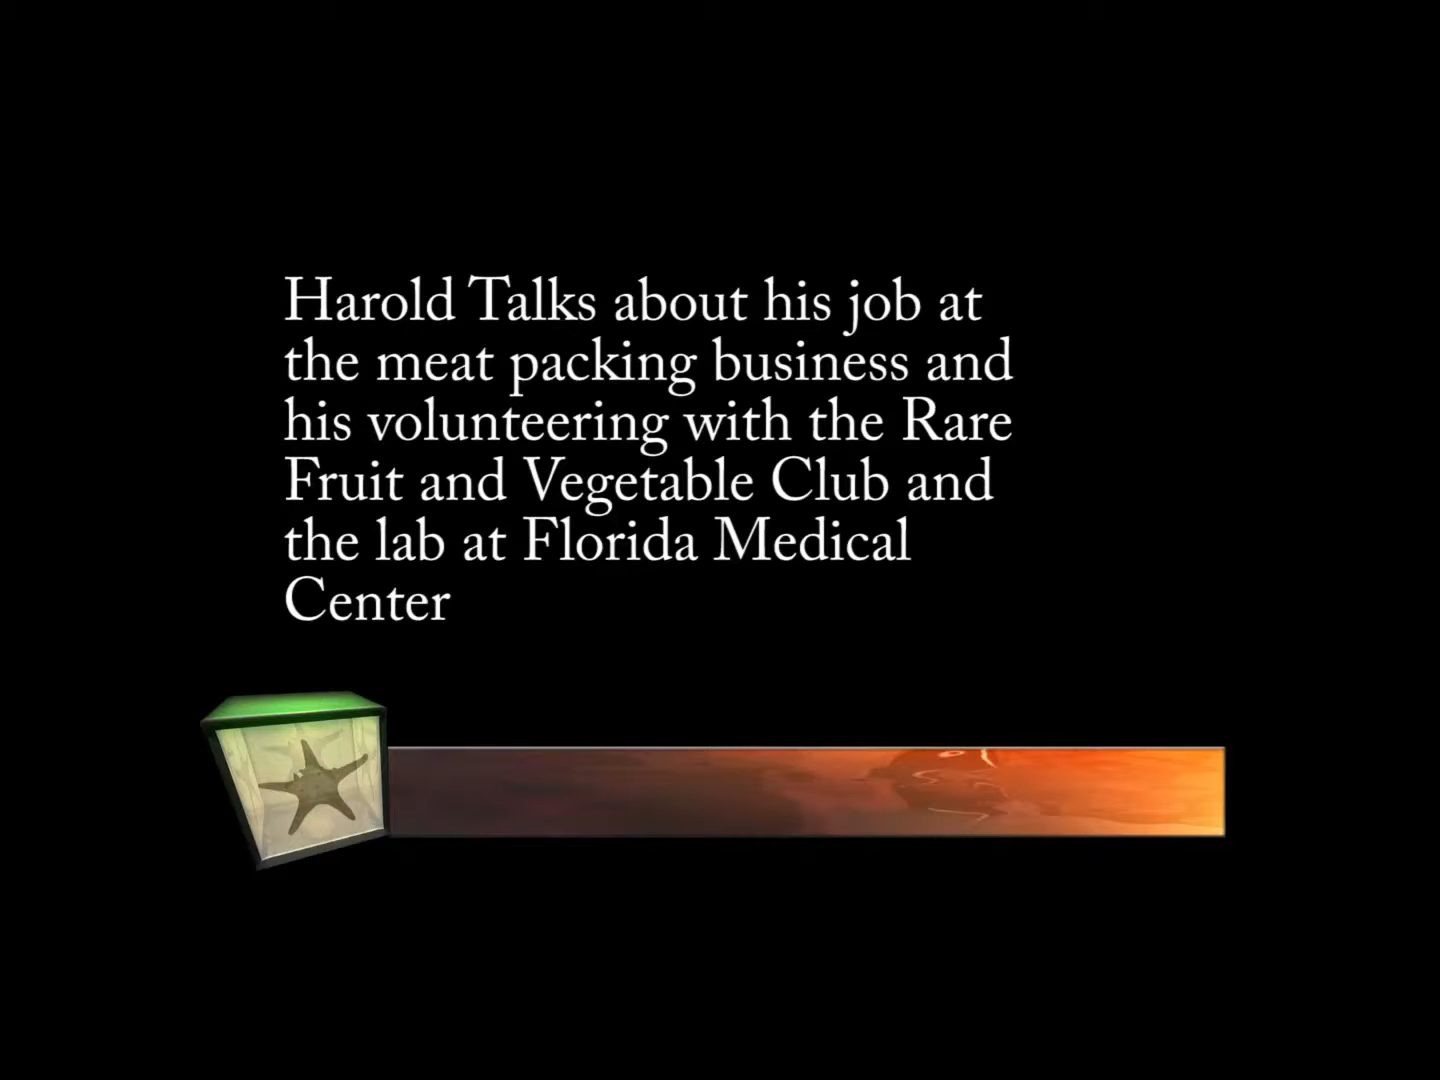 Harold Talks about his job at
the meat packing business and
his volunteering with the Rare
Fruit and Vegetable Club and
the lab at Florida Medical
Center